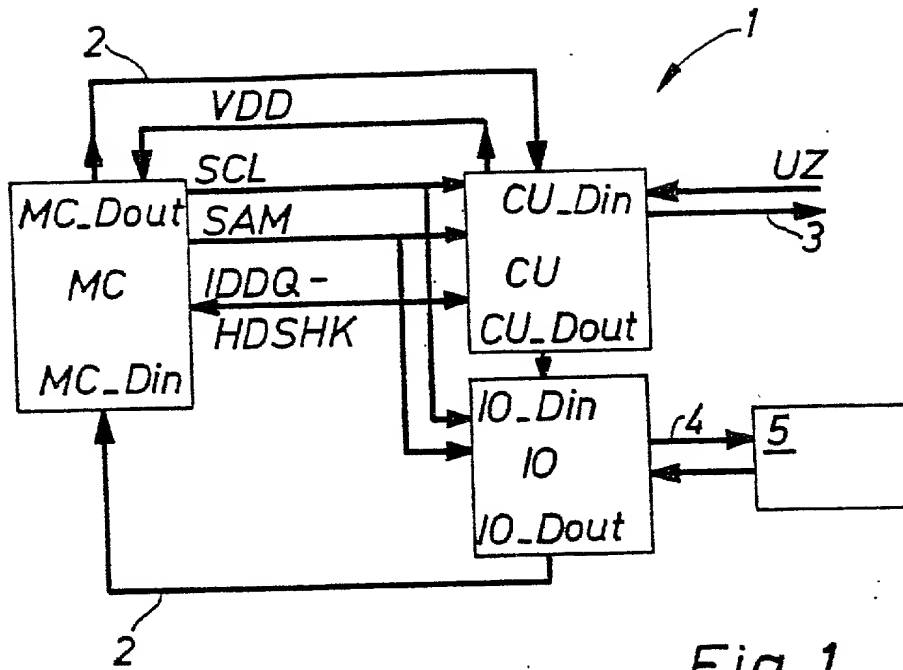 1
2
VDD
UZ
SCL
MC_Dout
CU_Din
SAM
3
MC
IDDQ-
CU
HDSHK
CU_Dout
MC_Din
IO_Din
4
5
IO
IO_Dout
2
Fig.1